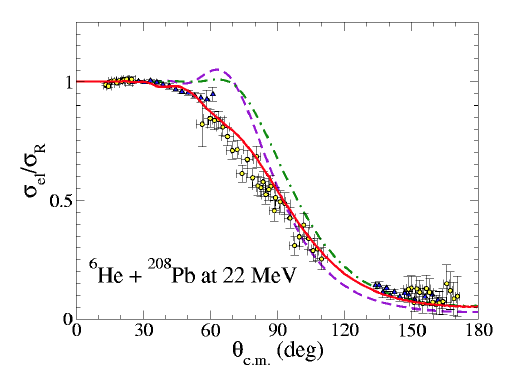 1
0.5
0
σel/σR
6He + 208Pb at 22 MeV
0 30 60 90 120 150 180
θc.m. (deg)